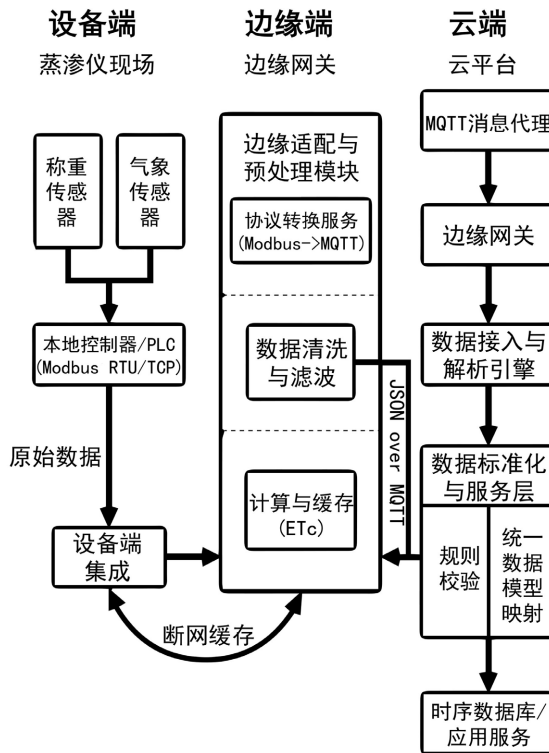 设备端
蒸渗仪现场
称重
传感
器
气象
传感
器
本地控制器/PLC
(Modbus RTU/TCP)
原始数据
设备端
集成
断网缓存
边缘端
边缘网关
边缘适配与
预处理模块
协议转换服务
(Modbus->MQTT)
数据清洗
与滤波
计算与缓存
(ETc)
JSON over MQTT
云端
云平台
MQTT消息代理
边缘网关
数据接入与
解析引擎
数据标准化
与服务层
规则
校验
统一
数据
模型
映射
时序数据库/
应用服务